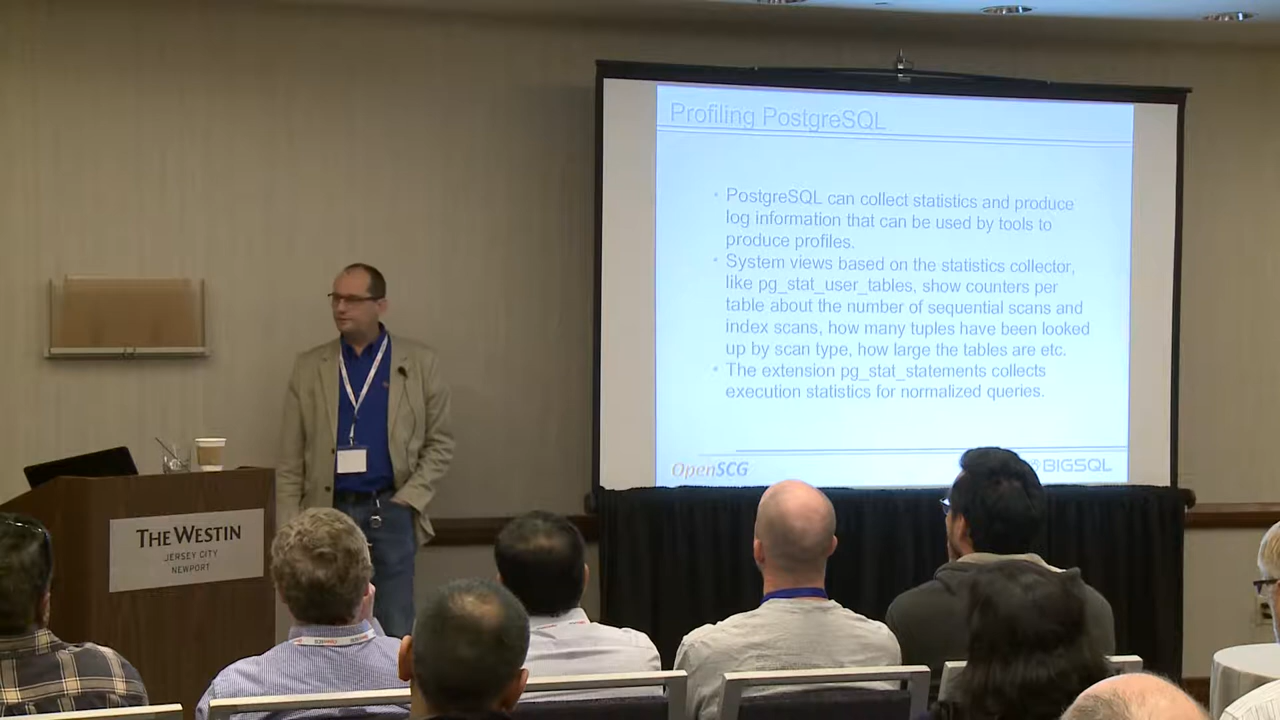 Profiling PostgreSQL
PostgreSQL can collect statistics and produce
log information that can be used by tools to
produce profiles.
System views based on the statistics collector,
like pg_stat_user_tables, show counters per
table about the number of sequential scans and
index scans, how many tuples have been looked
up by scan type, how large the tables are etc.
The extension pg_stat_statements collects
execution statistics for normalized queries.
OpenSCG
BIGSQL
THE WESTIN
JERSEY CITY
NEWPORT